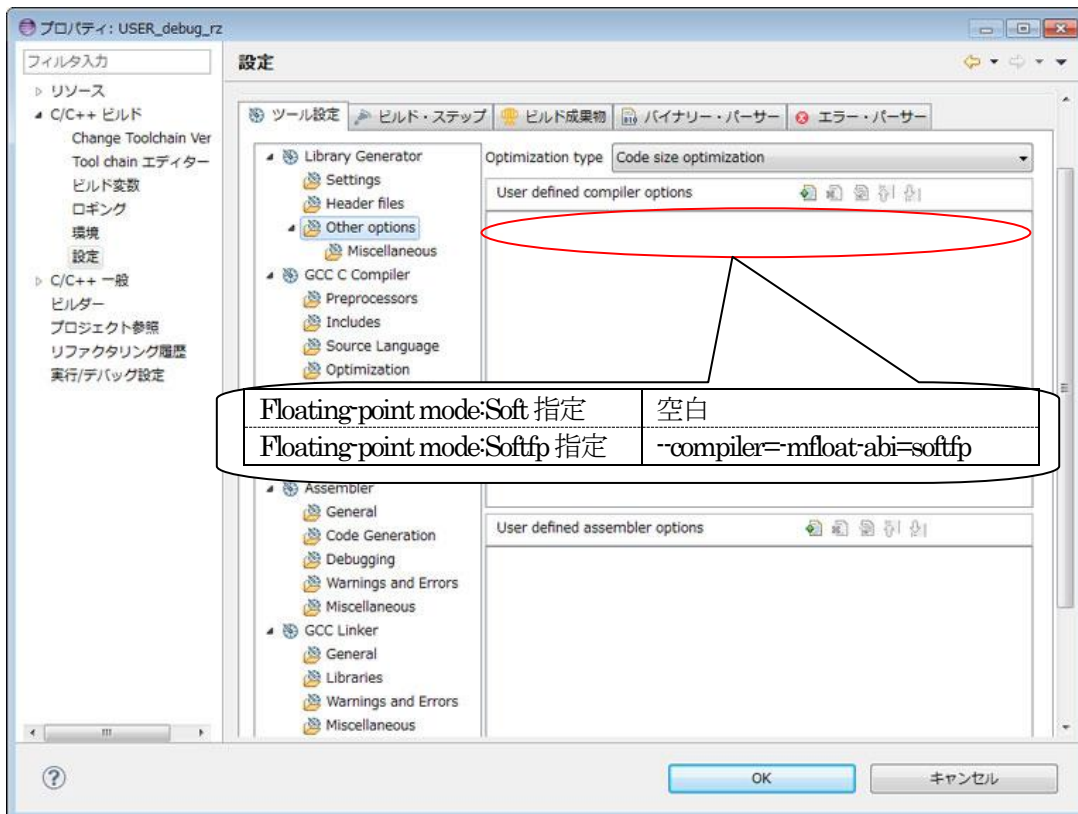 プロパティ: USER_debug_rz
フィルタ入力
設定
リソース
C/C++ ビルド
Change Toolchain Ver
Tool chain エディター
ビルド変数
ロギング
環境
設定
C/C++ 一般
ビルダー
プロジェクト参照
リファクタリング履歴
実行/デバッグ設定
ツール設定 ビルド・ステップ ビルド成果物 バイナリー・パーサー エラー・パーサー
Library Generator
Settings
Header files
Other options
Miscellaneous
GCC C Compiler
Preprocessors
Includes
Source Language
Optimization
Optimization type Code size optimization
User defined compiler options
Floating-point mode:Soft 指定 空白
Floating-point mode:Softfp 指定 --compiler=-mfloat-abi=softfp
Assembler
General
Code Generation
Debugging
Warnings and Errors
Miscellaneous
GCC Linker
General
Libraries
Warnings and Errors
Miscellaneous
User defined assembler options
OK キャンセル